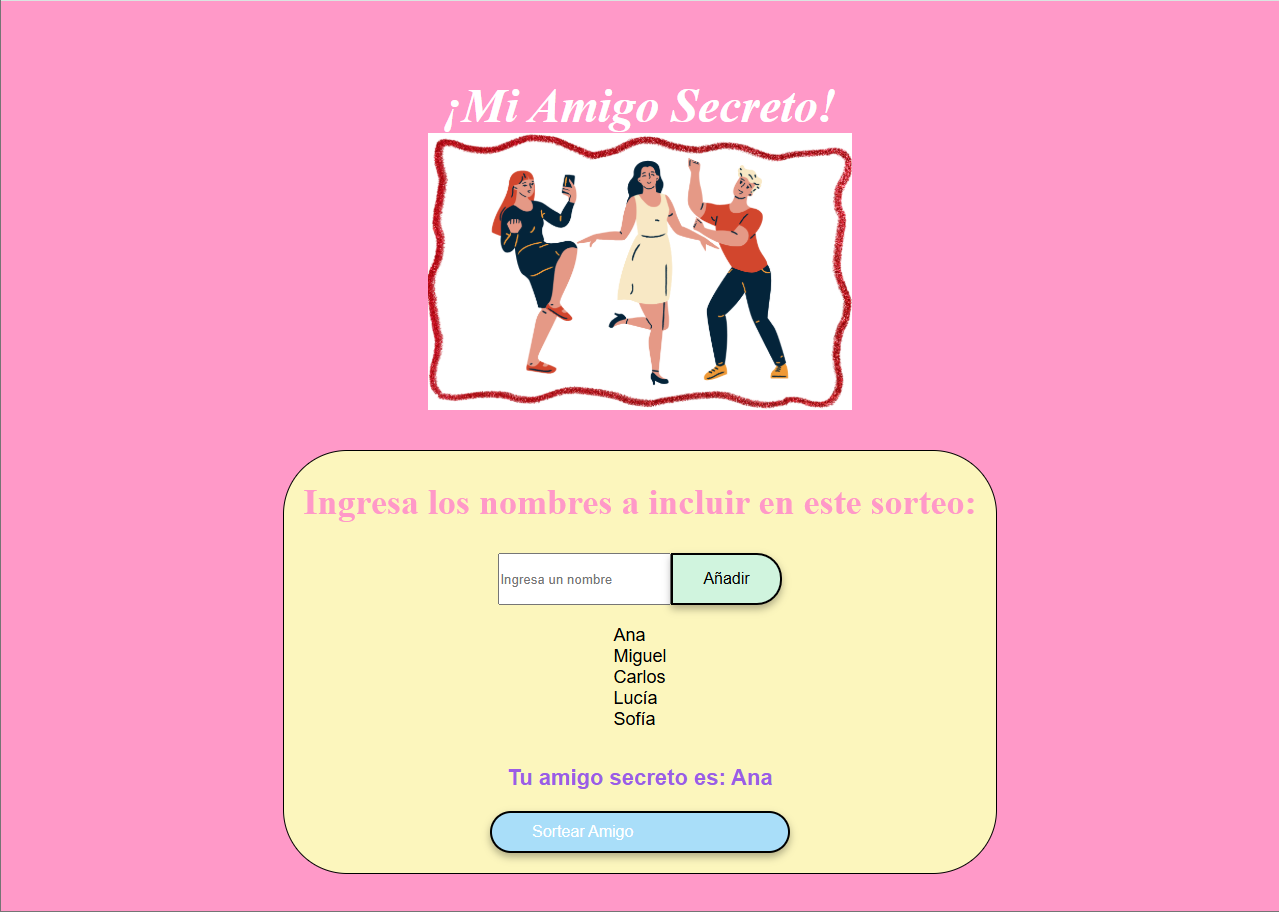 ¡Mi Amigo Secreto!
Ingresa los nombres a incluir en este sorteo:
Ingresa un nombre
Añadir
Ana
Miguel
Carlos
Lucía
Sofía
Tu amigo secreto es: Ana
Sortear Amigo